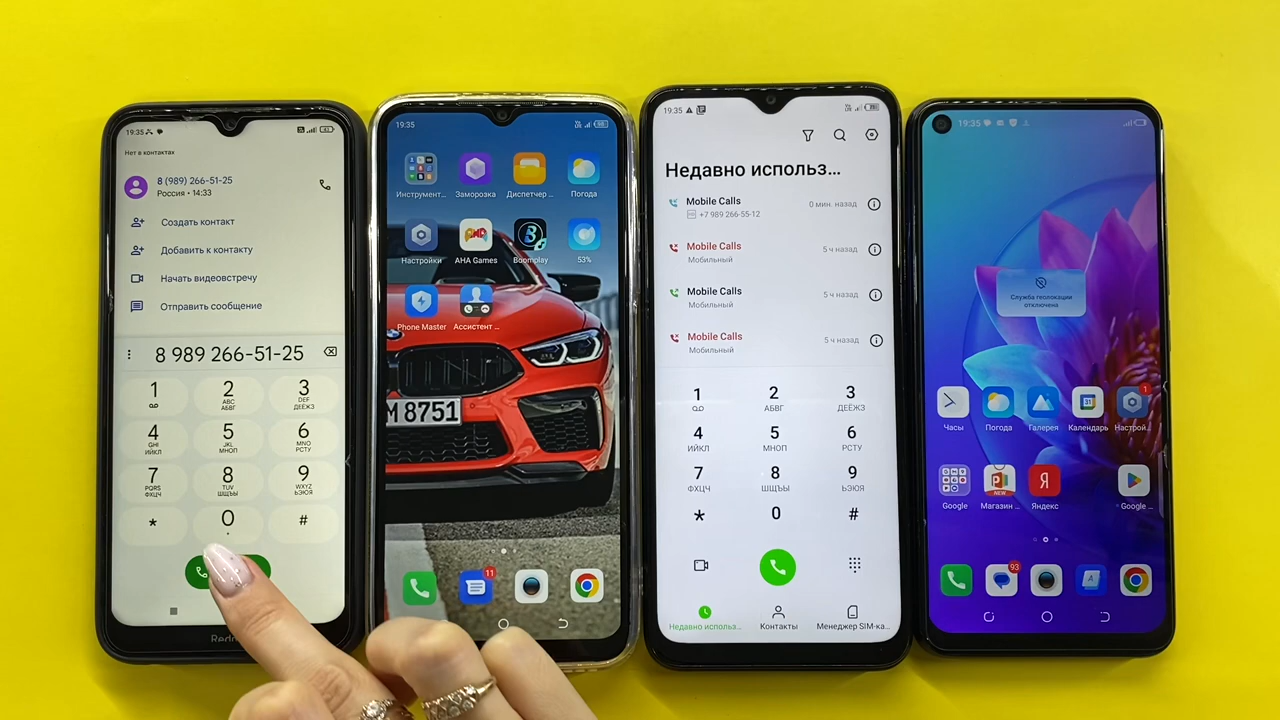 19:35
Нет в контактах
8 (989) 266-51-25
Россия • 14:33
Создать контакт
Добавить к контакту
Начать видеовстречу
Отправить сообщение
8 989 266-51-25
1
2
ABC
АБВГ
3
DEF
ДЕЁЖЗ
4
GHI
ИЙКЛ
5
JKL
МНОП
6
MNO
РСТУ
7
PQRS
ФХЦЧ
8
TUV
ШЩЪЫ
9
WXYZ
ЬЭЮЯ
*
0
#
19:35
Инструмент...
Заморозка
Диспетчер ...
Погода
Настройки
AHA Games
Boomplay
53%
Phone Master
Ассистент ...
M 8751
11
19:35
Недавно использ...
Mobile Calls
+7 989 266-55-12
0 мин. назад
Mobile Calls
Мобильный
5 ч назад
Mobile Calls
Мобильный
5 ч назад
Mobile Calls
Мобильный
5 ч назад
1
2
АБВГ
3
ДЕЁЖЗ
4
ИЙКЛ
5
МНОП
6
РСТУ
7
ФХЦЧ
8
ШЩЪЫ
9
ЬЭЮЯ
*
0
#
Недавно использ...
Контакты
Менеджер SIM-ка...
19:35
Служба геолокации
отключена
31
1
Часы
Погода
Галерея
Календарь
Настрой...
NEW
Я
Google
Магазин ...
Яндекс
Google ...
93
A